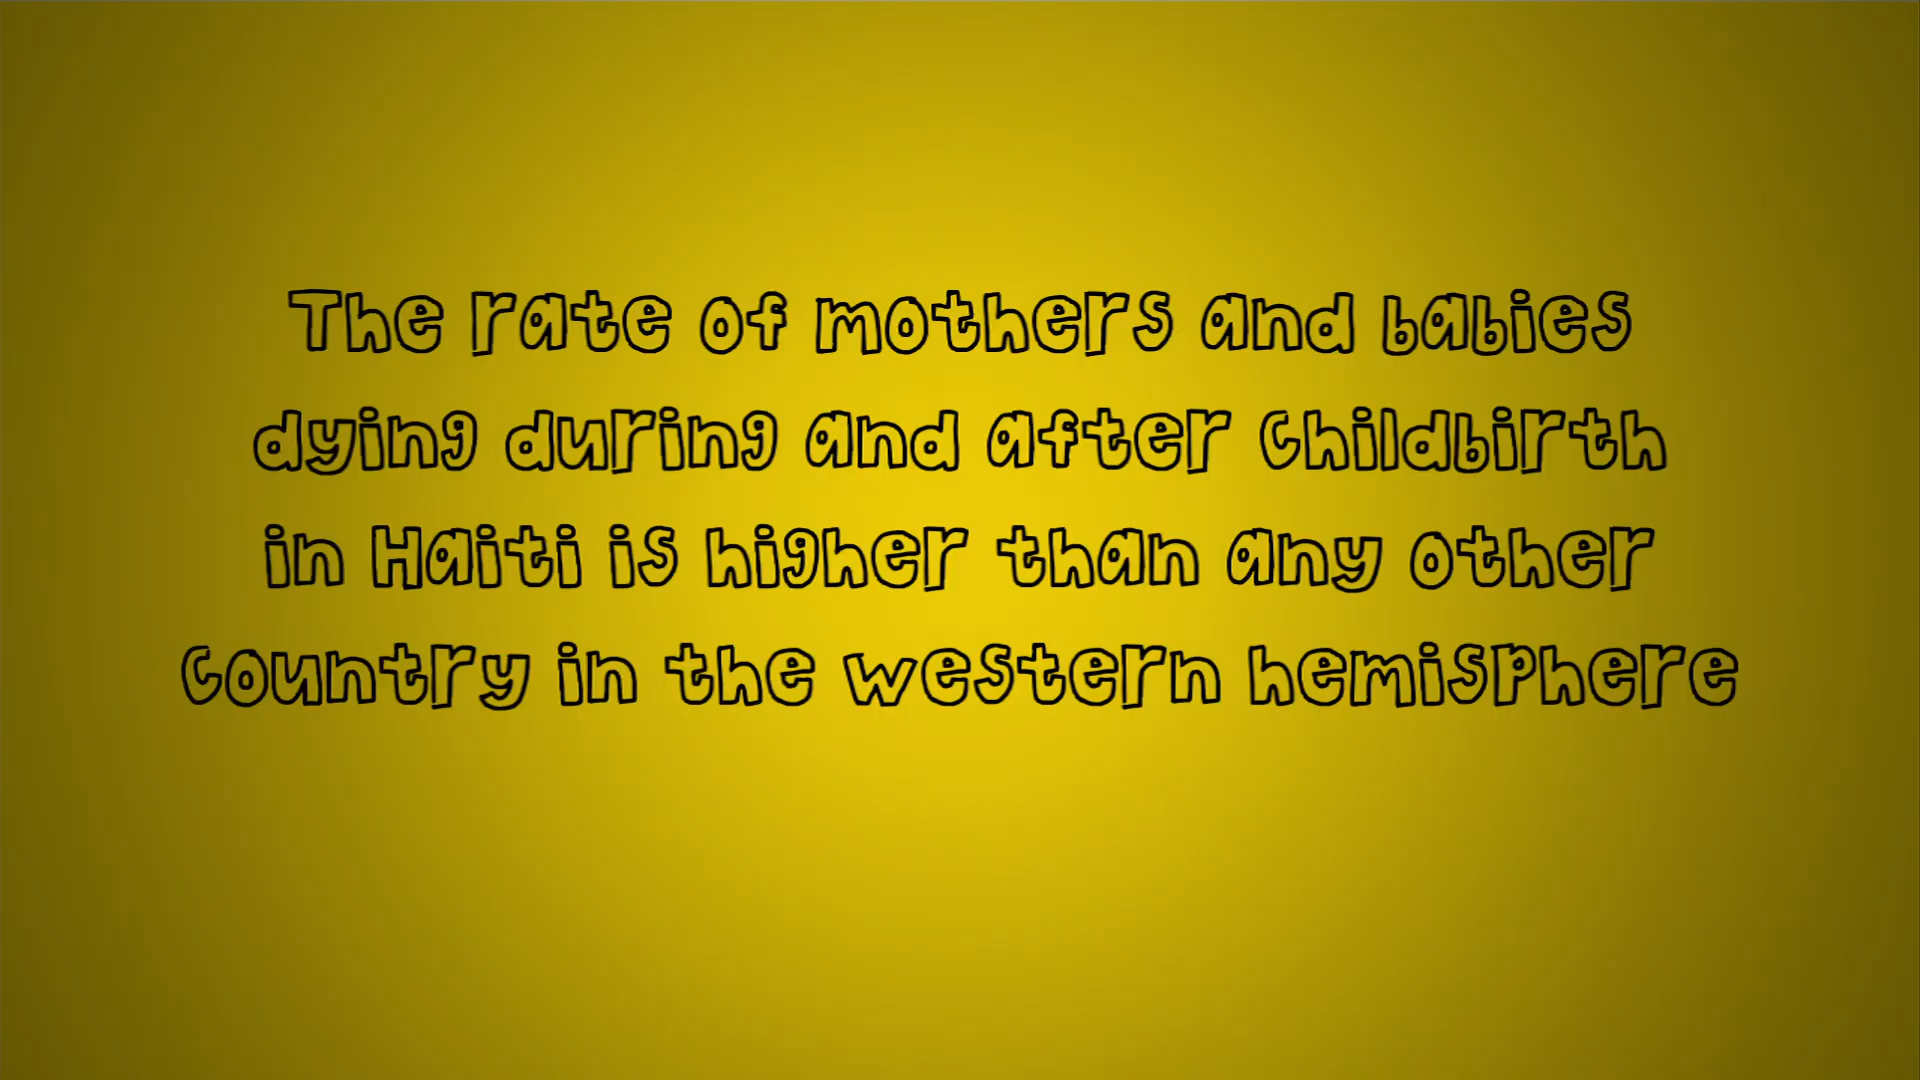 The rate of mothers and babies
dying during and after childbirth
in Haiti is higher than any other
country in the western hemisphere